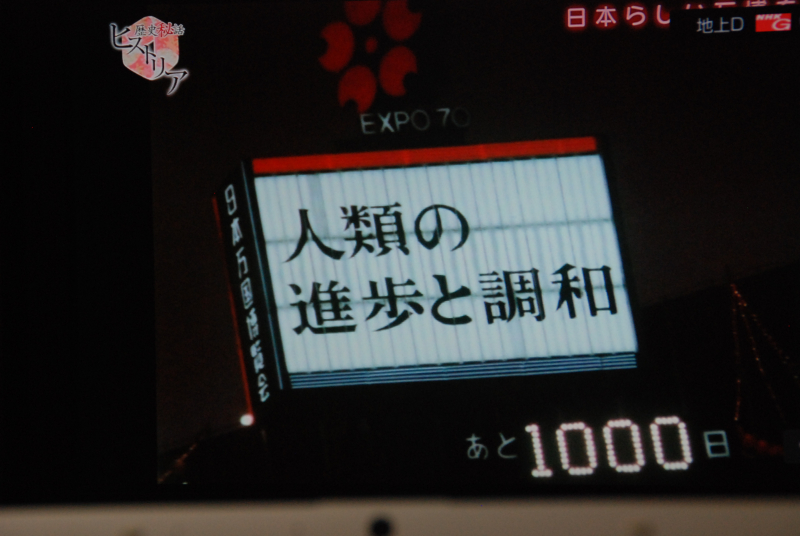 歴史秘話
ヒストリア
日本らし
地上D
NHK G
EXPO'70
日本万国博覧会
人類の
進歩と調和
あと1000日